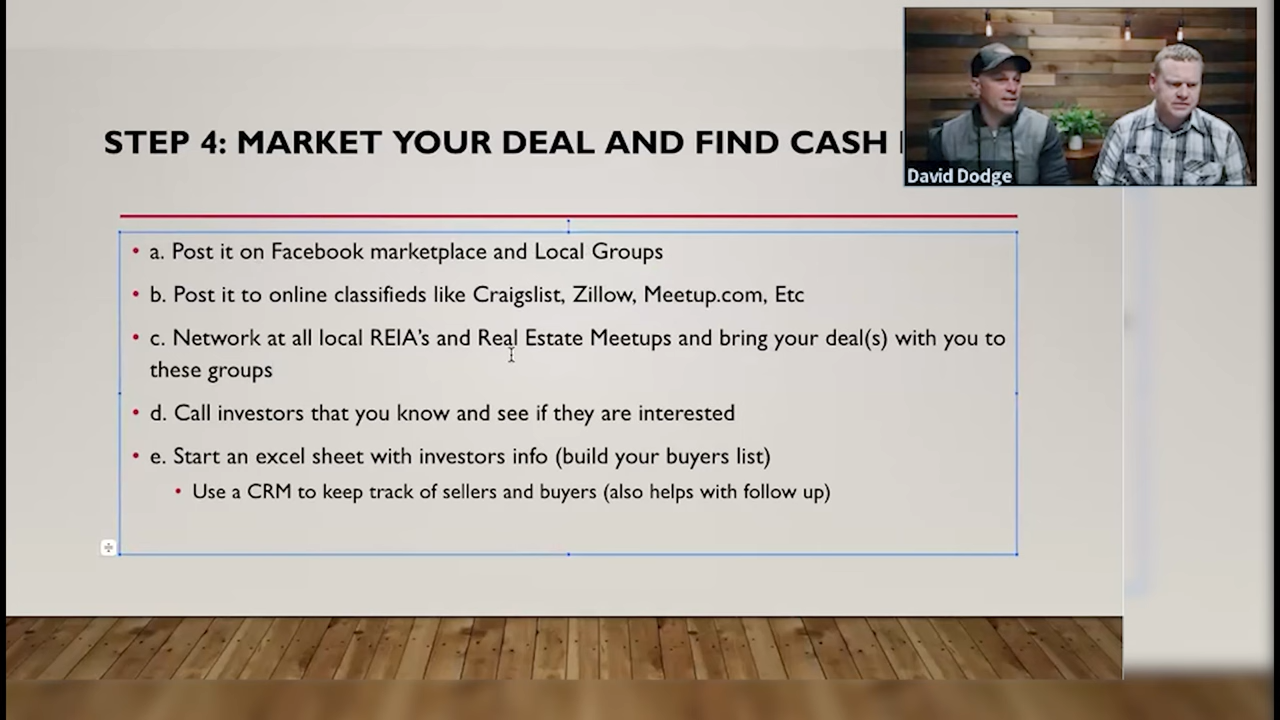 STEP 4: MARKET YOUR DEAL AND FIND CASH
David Dodge
• a. Post it on Facebook marketplace and Local Groups
• b. Post it to online classifieds like Craigslist, Zillow, Meetup.com, Etc
• c. Network at all local REIA's and Real Estate Meetups and bring your deal(s) with you to
these groups
• d. Call investors that you know and see if they are interested
• e. Start an excel sheet with investors info (build your buyers list)
• Use a CRM to keep track of sellers and buyers (also helps with follow up)